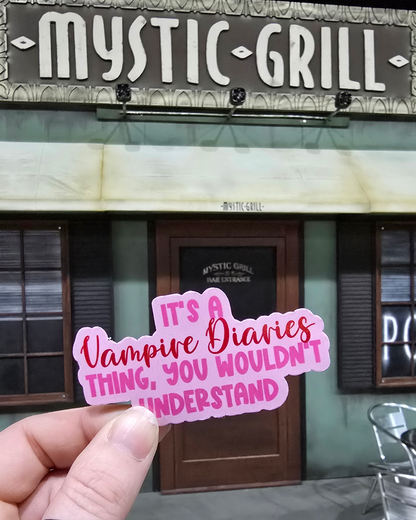 MYSTIC GRILL
-MYSTIC·GRILL-
MYSTIC GRILL
BAR ENTRANCE
IT'S A
Vampire Diaries
THING, YOU WOULDN'T
UNDERSTAND